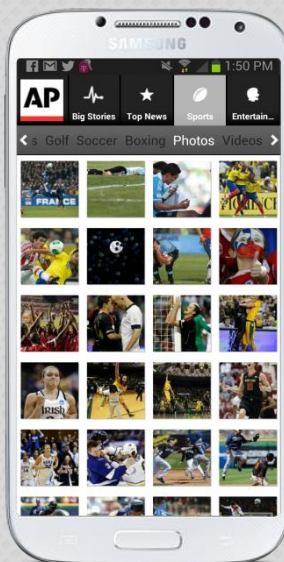 SAMSUNG
1:50 PM
AP
Big Stories
Top News
Sports
Entertain...
s Golf Soccer Boxing Photos Videos
FRANCE
IRISH